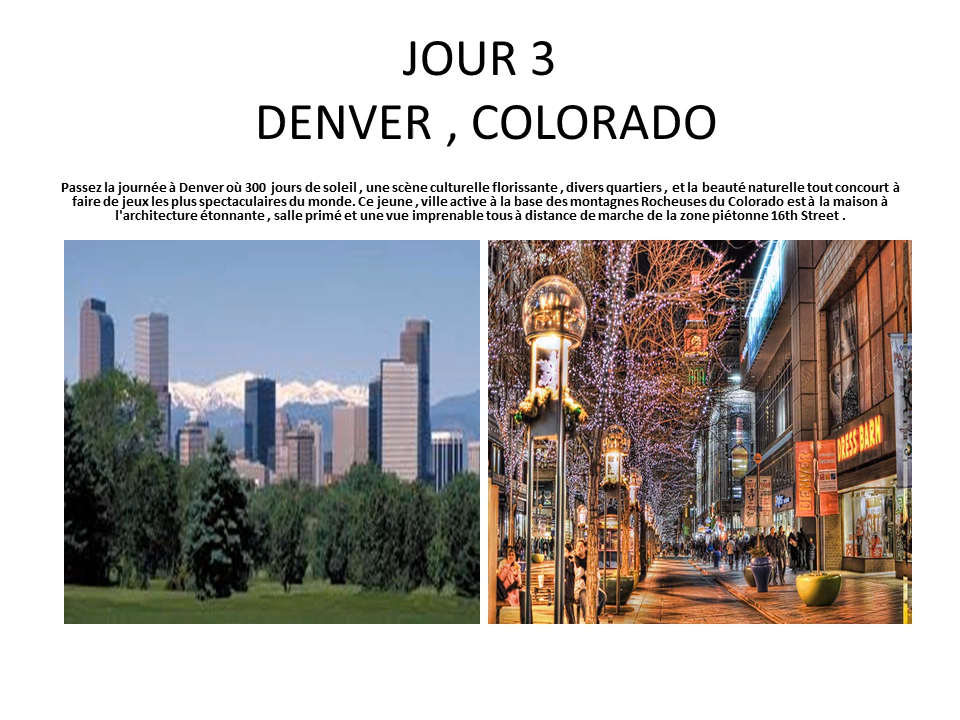 JOUR 3
DENVER , COLORADO
Passez la journée à Denver où 300 jours de soleil , une scène culturelle florissante , divers quartiers , et la beauté naturelle tout concourt à
faire de jeux les plus spectaculaires du monde. Ce jeune , ville active à la base des montagnes Rocheuses du Colorado est à la maison à
l'architecture étonnante , salle primé et une vue imprenable tous à distance de marche de la zone piétonne 16th Street .
DRESS BARN
DENVER